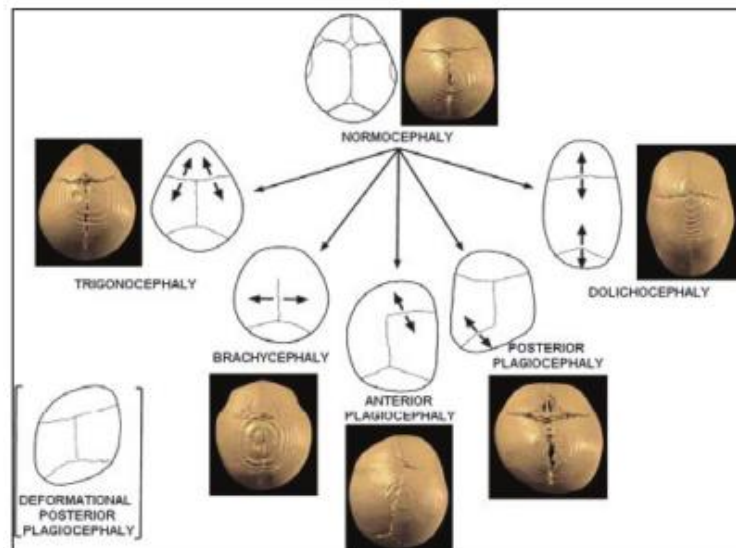 NORMOCEPHALY
TRIGONOCEPHALY
DOLICHOCEPHALY
BRACHYCEPHALY
POSTERIOR
PLAGIOCEPHALY
ANTERIOR
PLAGIOCEPHALY
DEFORMATIONAL
POSTERIOR
PLAGIOCEPHALY